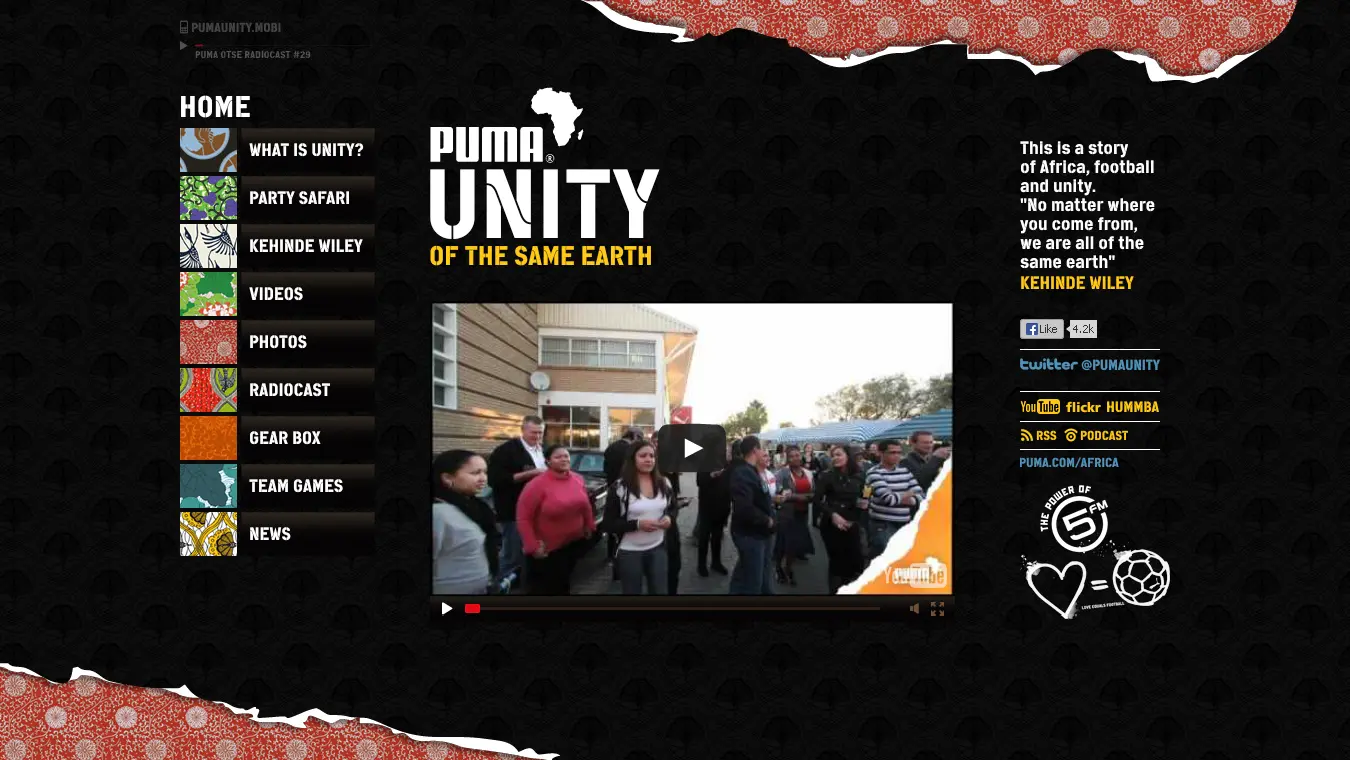 PUMAUNITY.MOBI
PUMA OTSE RADIOCAST #29
HOME
WHAT IS UNITY?
PARTY SAFARI
KEHINDE WILEY
VIDEOS
PHOTOS
RADIOCAST
GEAR BOX
TEAM GAMES
NEWS
PUMA®
UNITY
OF THE SAME EARTH
YouTube
This is a story
of Africa, football
and unity.
"No matter where
you come from,
we are all of the
same earth"
KEHINDE WILEY
Like 4.2k
twitter @PUMAUNITY
YouTube flickr HUMMBA
RSS PODCAST
PUMA.COM/AFRICA
THE POWER OF
5FM
=
LOVE EQUALS FOOTBALL